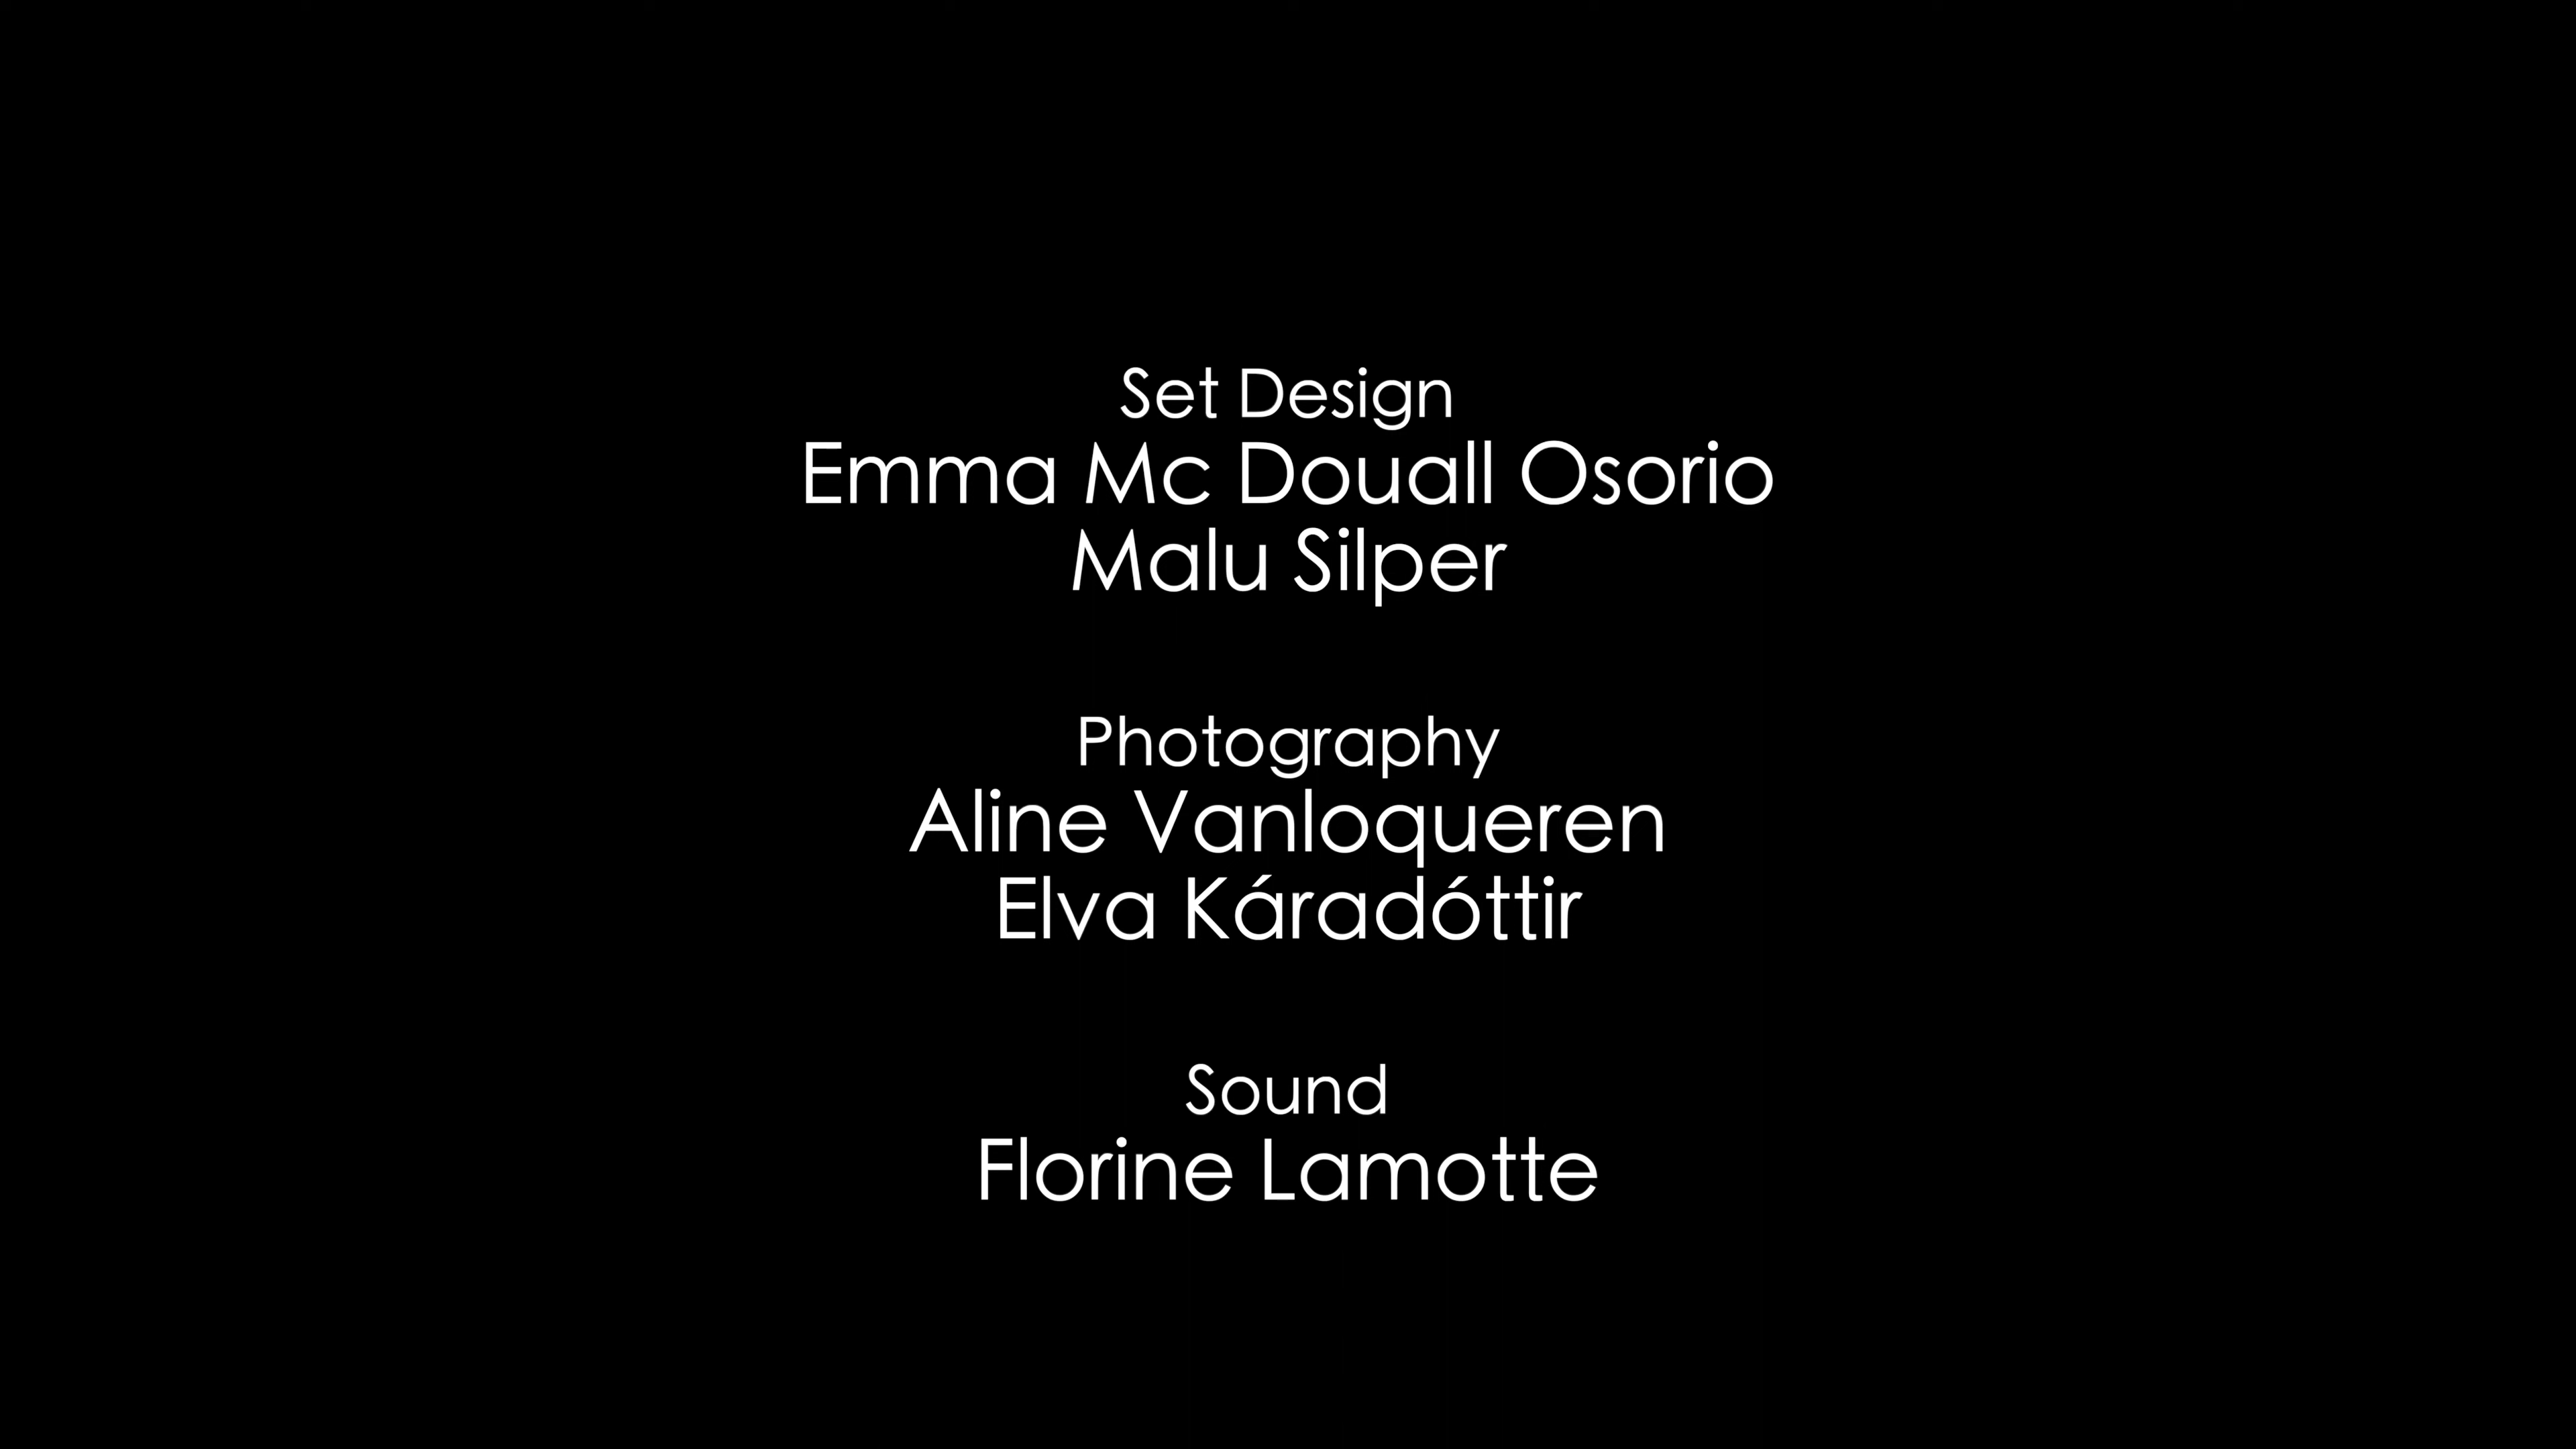 Set Design
Emma Mc Douall Osorio
Malu Silper
Photography
Aline Vanloqueren
Elva Káradóttir
Sound
Florine Lamotte